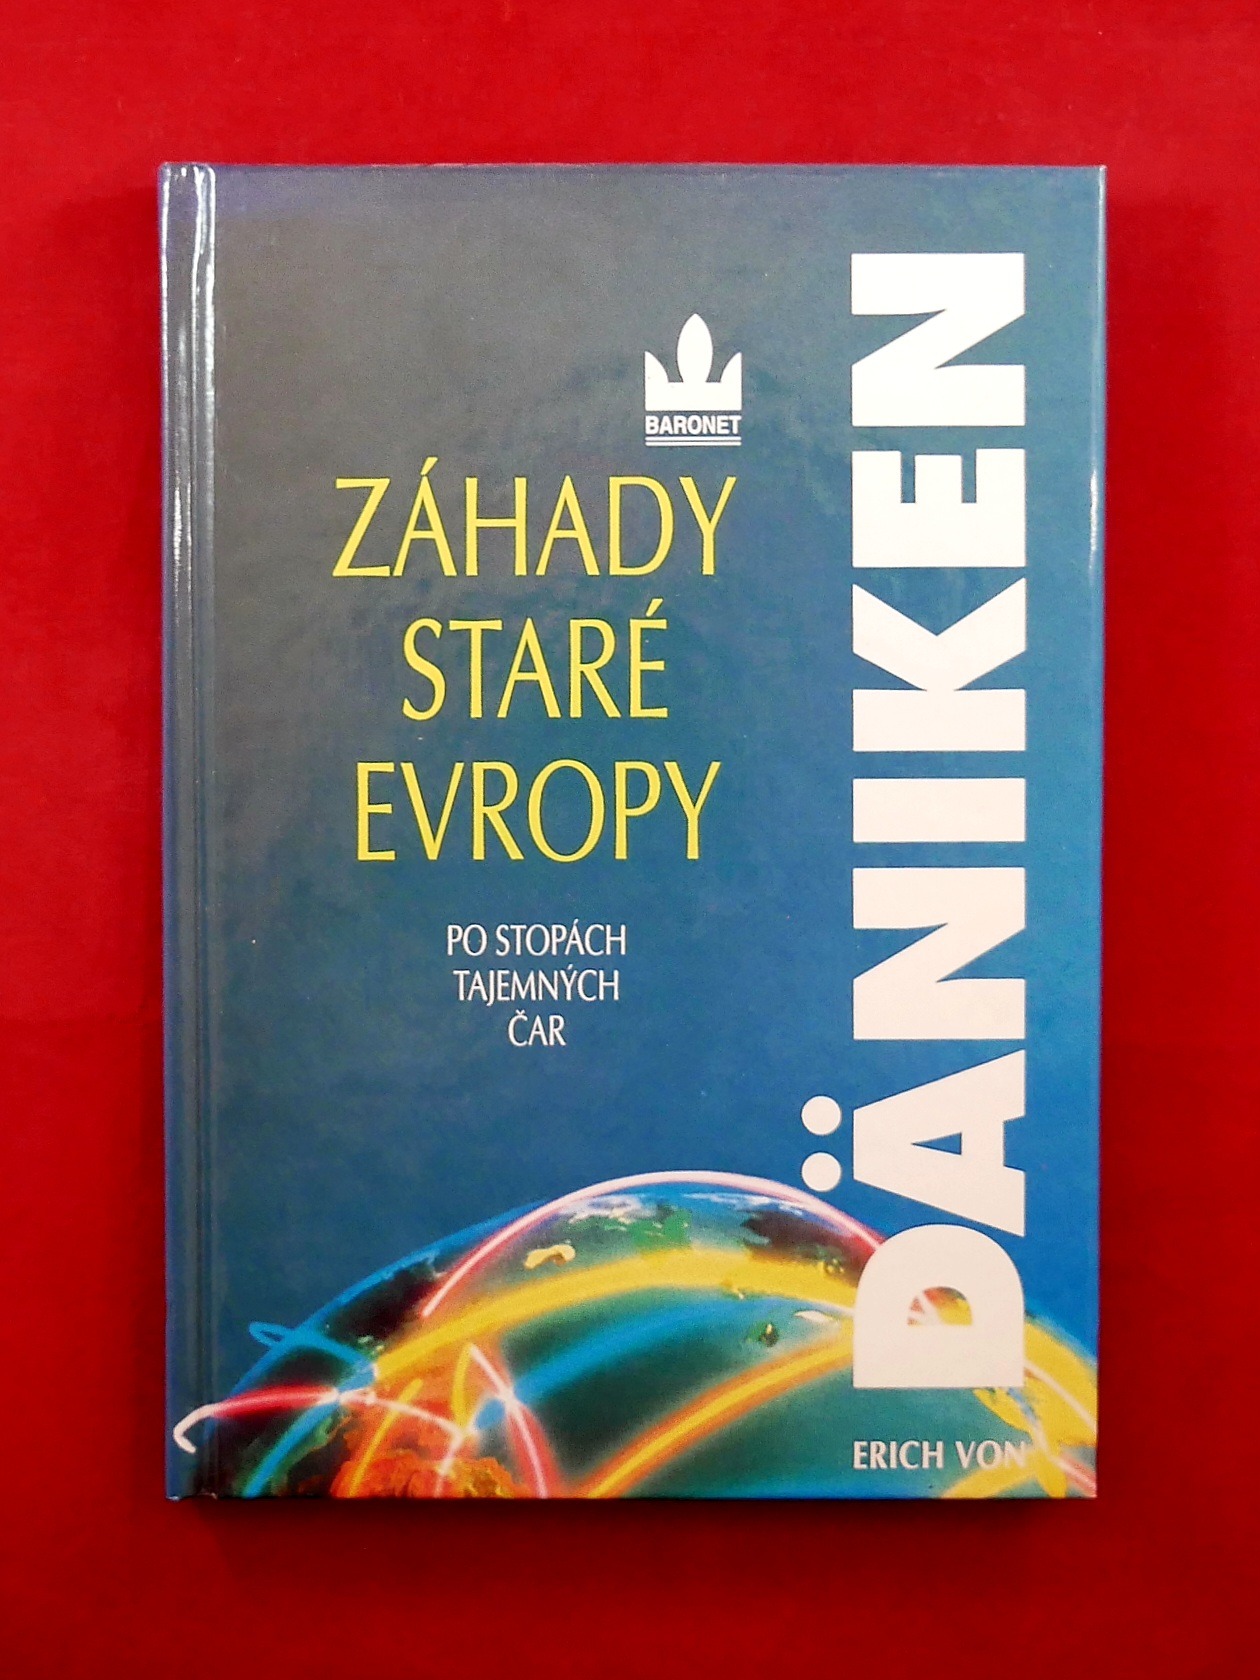 BARONET
ZÁHADY
STARÉ
EVROPY
PO STOPÁCH
TAJEMNÝCH
ČAR
ERICH VON
DÄNIKEN